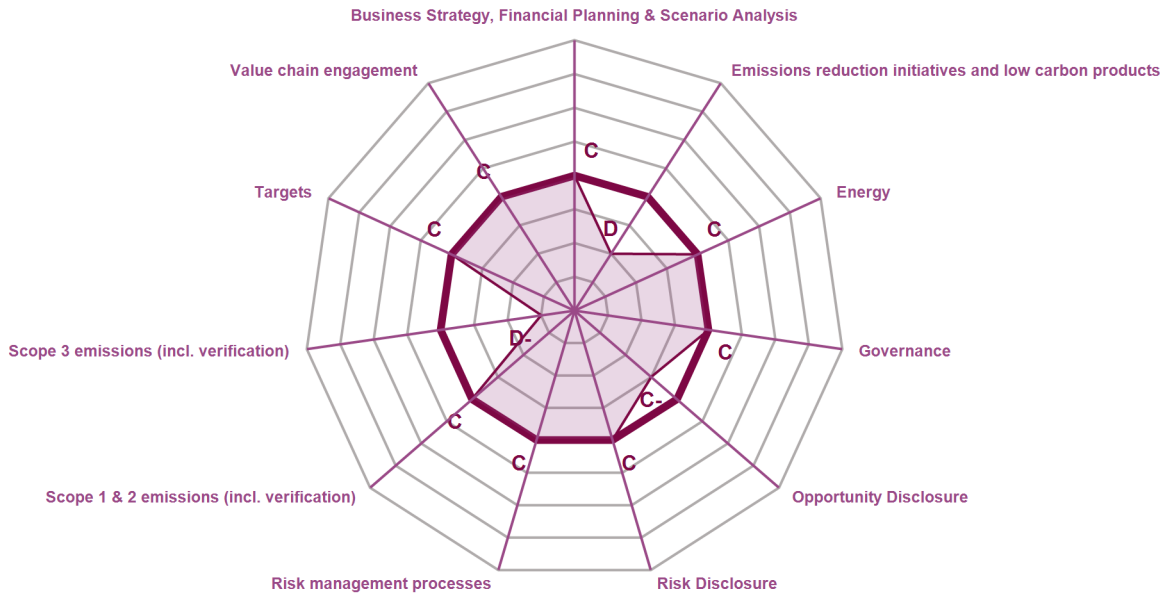 Business Strategy, Financial Planning & Scenario Analysis
Value chain engagement
Emissions reduction initiatives and low carbon products
C
C
Targets
Energy
C
D
C
Scope 3 emissions (incl. verification)
D-
C
Governance
C-
C
C
C
Scope 1 & 2 emissions (incl. verification)
Opportunity Disclosure
Risk management processes
Risk Disclosure